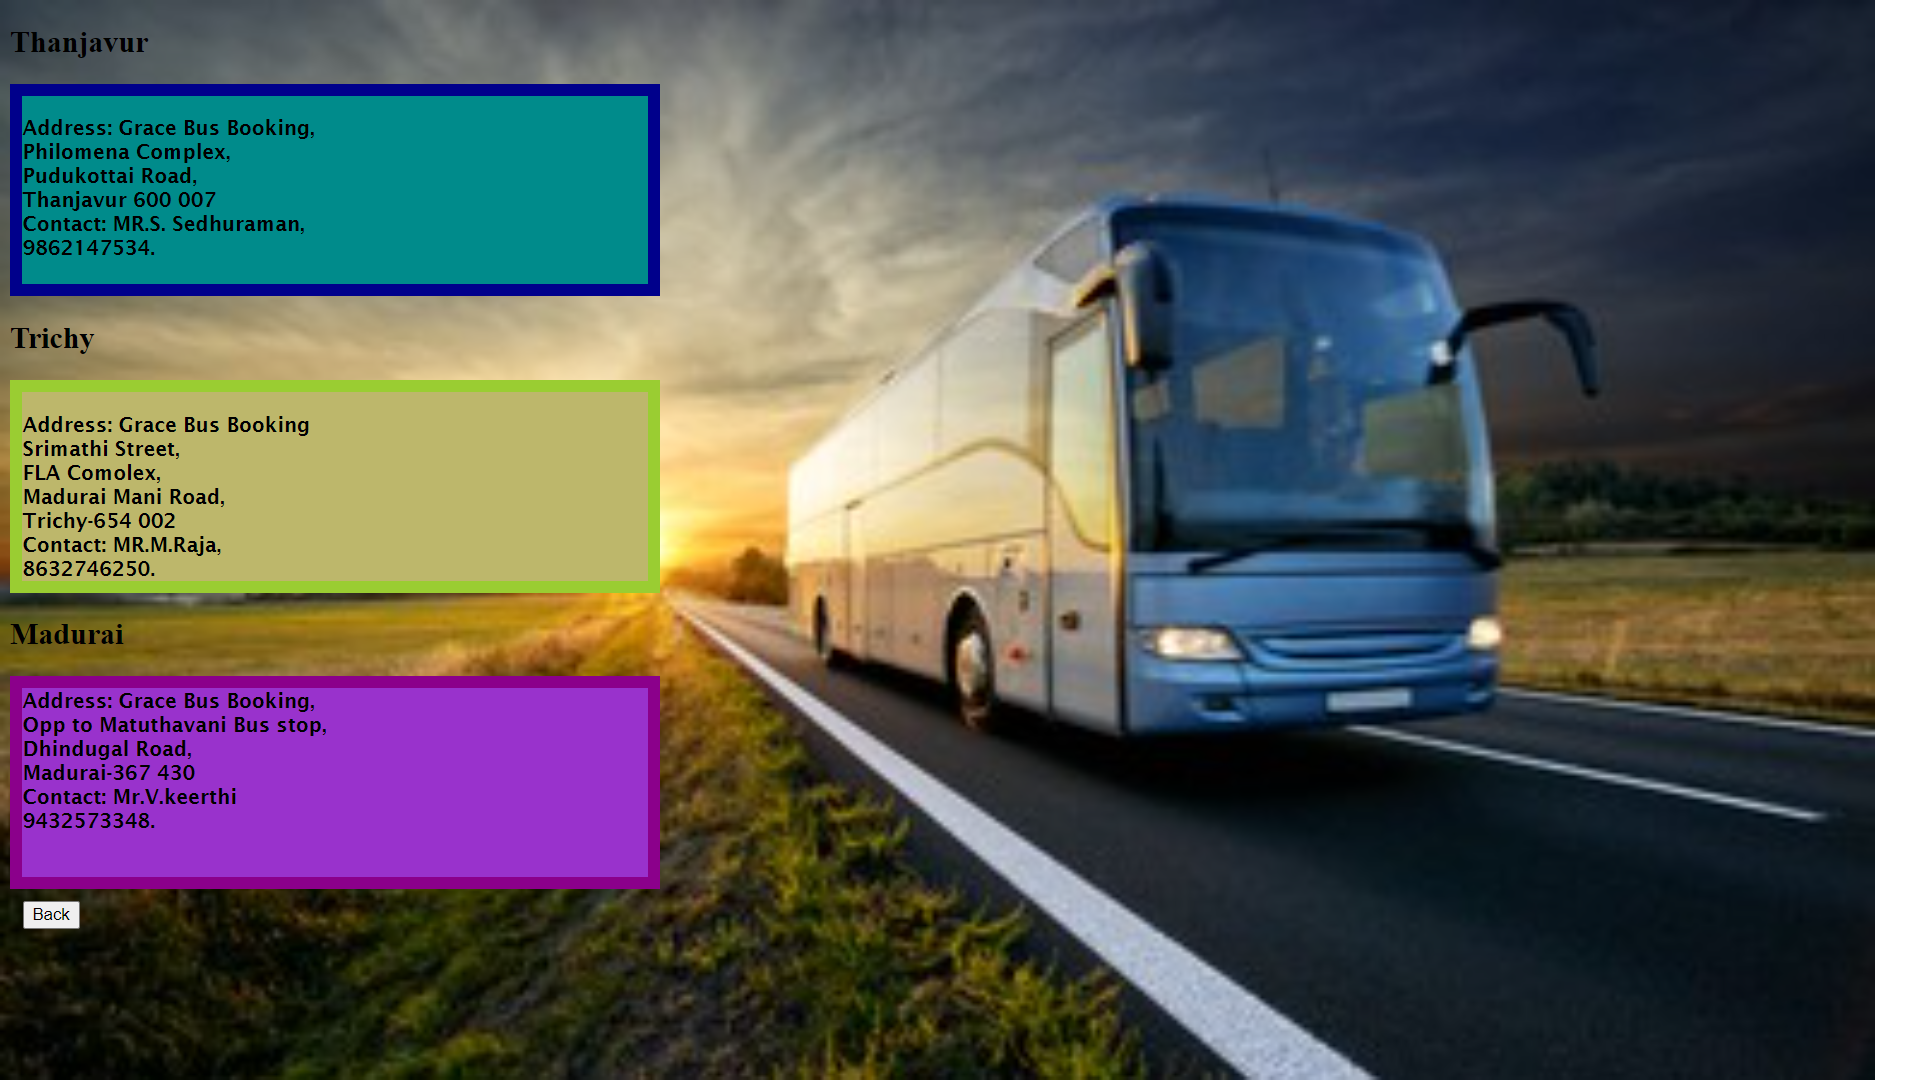 Thanjavur
Address: Grace Bus Booking,
Philomena Complex,
Pudukottai Road,
Thanjavur 600 007
Contact: MR.S. Sedhuraman,
9862147534.
Trichy
Address: Grace Bus Booking
Srimathi Street,
FLA Comolex,
Madurai Mani Road,
Trichy-654 002
Contact: MR.M.Raja,
8632746250.
Madurai
Address: Grace Bus Booking,
Opp to Matuthavani Bus stop,
Dhindugal Road,
Madurai-367 430
Contact: Mr.V.keerthi
9432573348.
Back